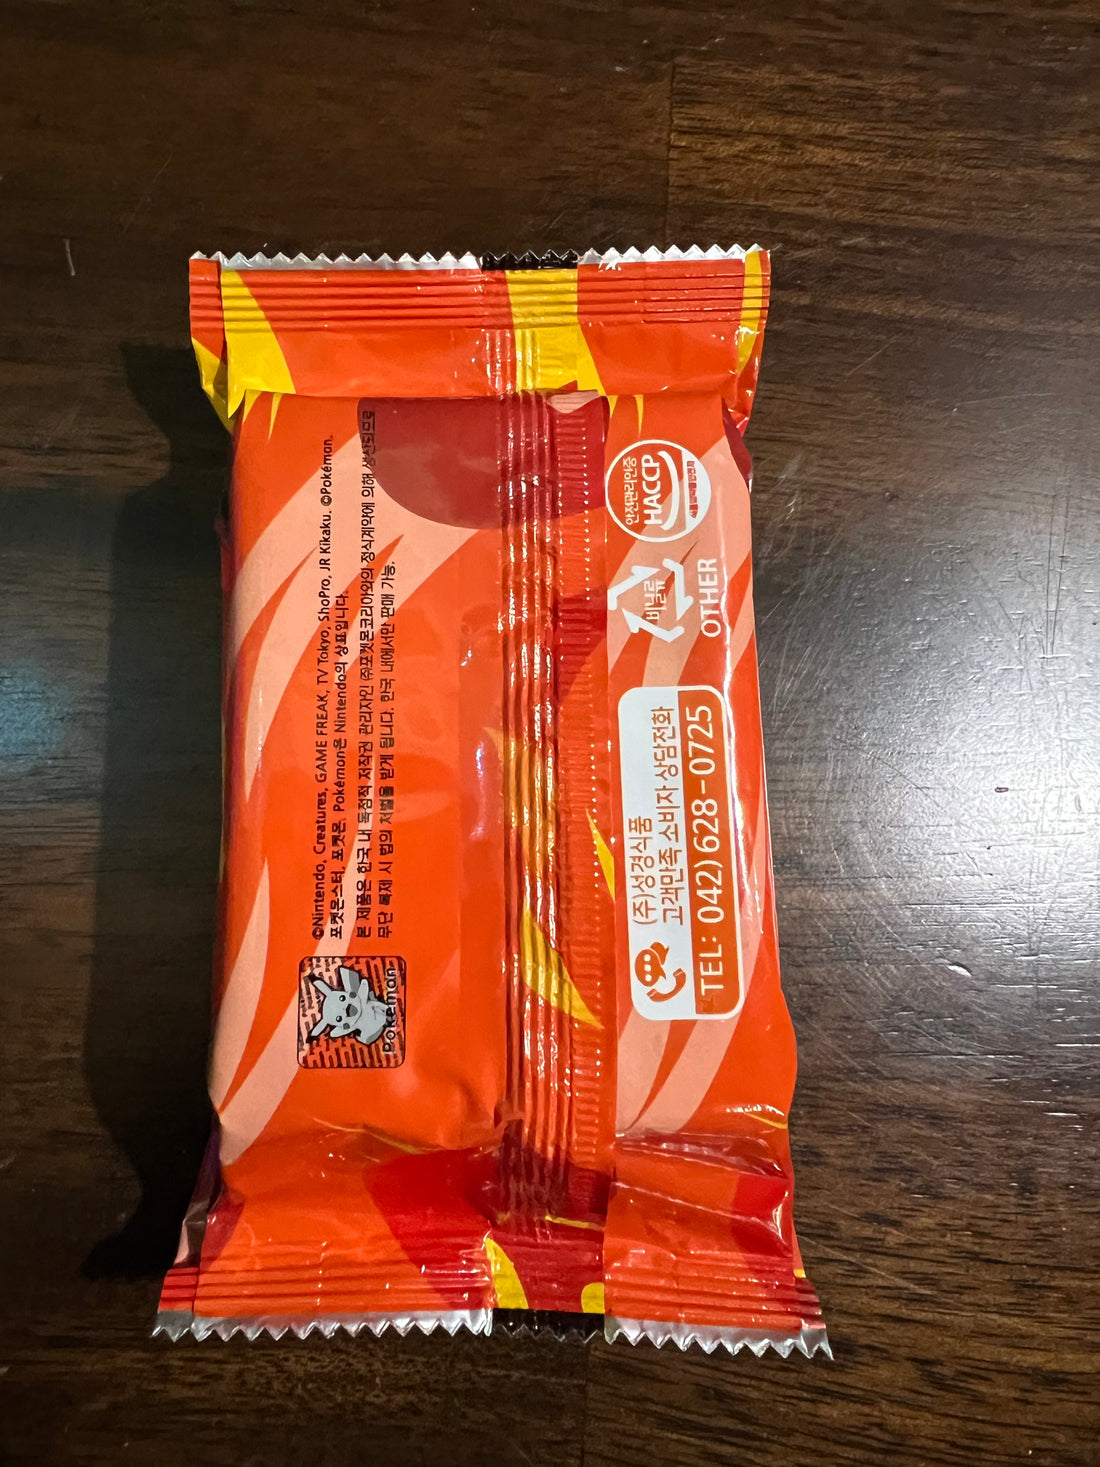 ©Nintendo, Creatures, GAME FREAK, TV Tokyo, ShoPro, JR Kikaku. ©Pokémon.
포켓몬스터, 포켓몬, Pokémon은 Nintendo의 상표입니다.
본 제품은 한국 내 독점적 저작권 관리자인 ㈜포켓몬코리아와의 정식계약에 의해 생산되므로
무단 복제 시 법의 처벌을 받게 됩니다. 한국 내에서만 판매 가능.
Pokémon
안전관리인증
HACCP
비닐류
OTHER
(주)성경식품
고객만족 소비자 상담전화
TEL: 042) 628-0725